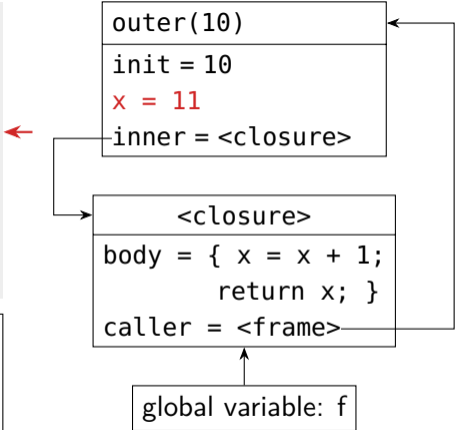 outer(10)
init = 10
x = 11
inner = <closure>
<closure>
body = { x = x + 1;
return x; }
caller = <frame>
global variable: f